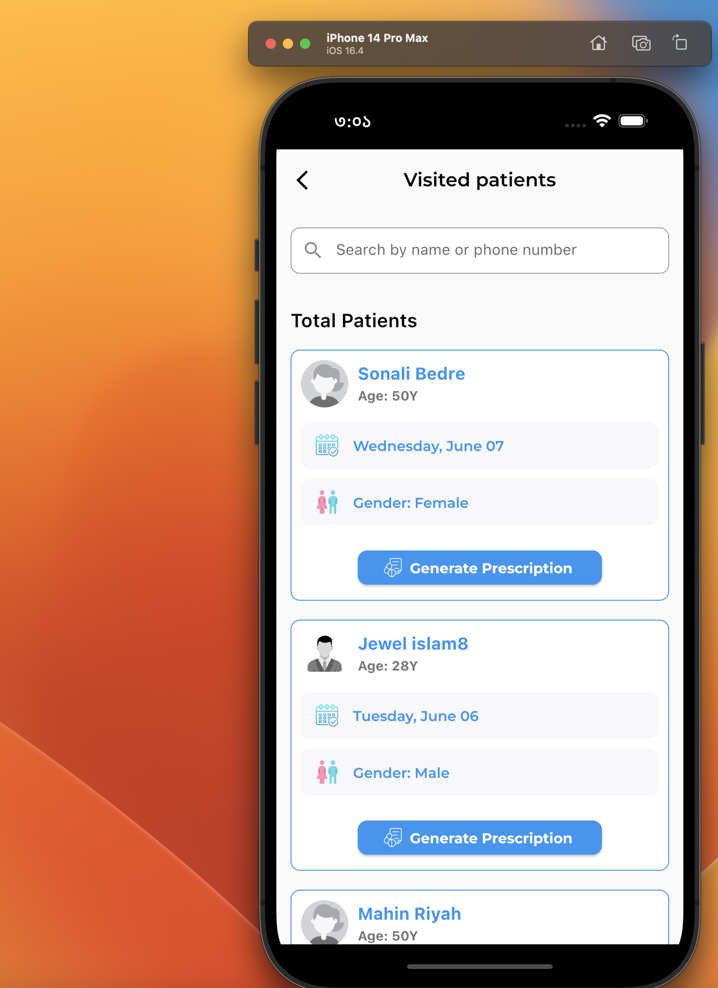 iPhone 14 Pro Max
iOS 16.4
৩:০১
Visited patients
Search by name or phone number
Total Patients
Sonali Bedre
Age: 50Y
Wednesday, June 07
Gender: Female
Generate Prescription
Jewel islam8
Age: 28Y
Tuesday, June 06
Gender: Male
Generate Prescription
Mahin Riyah
Age: 50Y